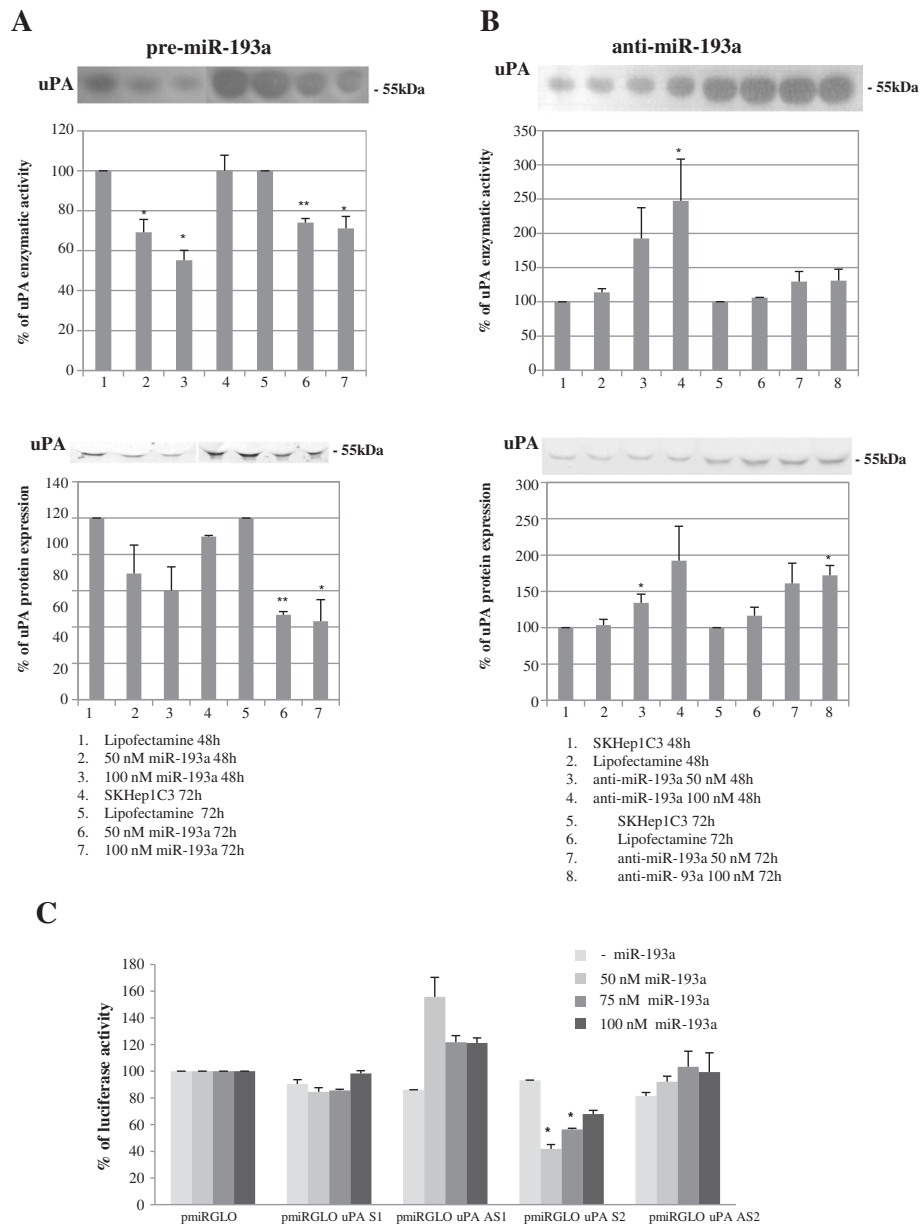 A
pre-miR-193a
uPA
- 55kDa
% of uPA enzymatic activity
120
100
80
60
40
20
0
*
*
**
*
1 2 3 4 5 6 7
uPA
- 55kDa
% of uPA protein expression
140
120
100
80
60
40
20
0
**
*
1 2 3 4 5 6 7
1. Lipofectamine 48h
2. 50 nM miR-193a 48h
3. 100 nM miR-193a 48h
4. SKHep1C3 72h
5. Lipofectamine 72h
6. 50 nM miR-193a 72h
7. 100 nM miR-193a 72h
B
anti-miR-193a
uPA
- 55kDa
% of uPA enzymatic activity
350
300
250
200
150
100
50
0
*
1 2 3 4 5 6 7 8
uPA
- 55kDa
% of uPA protein expression
300
250
200
150
100
50
0
*
*
1 2 3 4 5 6 7 8
1. SKHep1C3 48h
2. Lipofectamine 48h
3. anti-miR-193a 50 nM 48h
4. anti-miR-193a 100 nM 48h
5. SKHep1C3 72h
6. Lipofectamine 72h
7. anti-miR-193a 50 nM 72h
8. anti-miR- 93a 100 nM 72h
C
% of luciferase activity
180
160
140
120
100
80
60
40
20
0
- miR-193a
50 nM miR-193a
75 nM miR-193a
100 nM miR-193a
*
*
pmiRGLO pmiRGLO uPA S1 pmiRGLO uPA AS1 pmiRGLO uPA S2 pmiRGLO uPA AS2